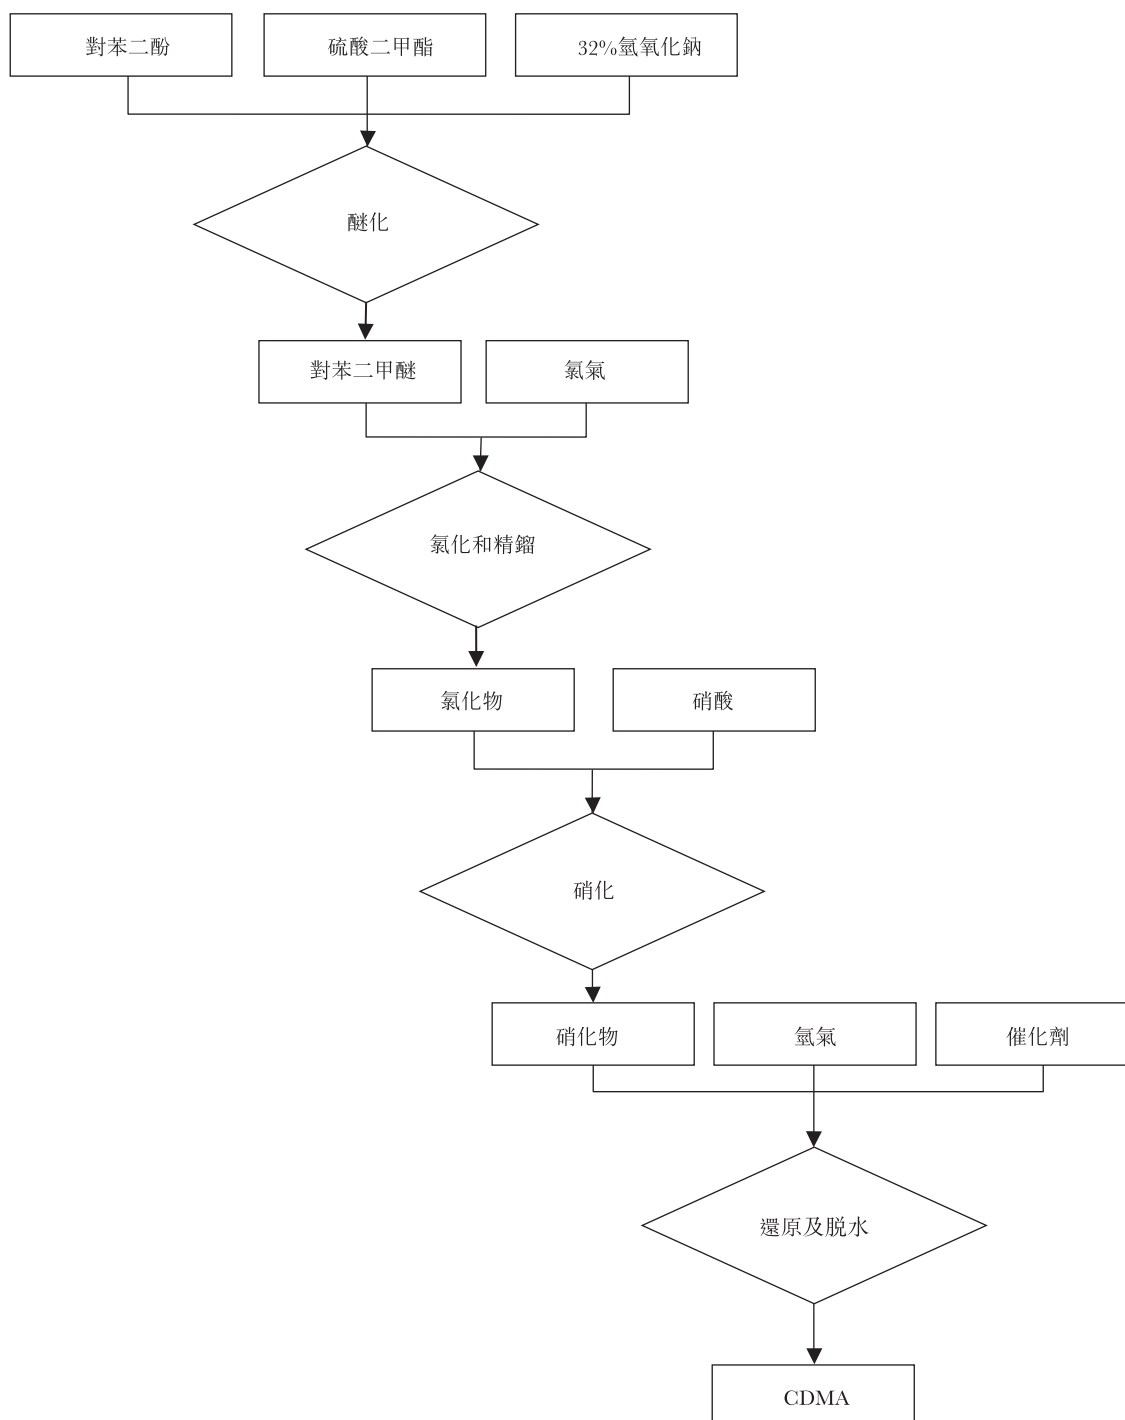 對苯二酚
硫酸二甲酯
32%氫氧化鈉
醚化
對苯二甲醚
氯氣
氯化和精鎦
氯化物
硝酸
硝化
硝化物
氫氣
催化劑
還原及脱水
CDMA